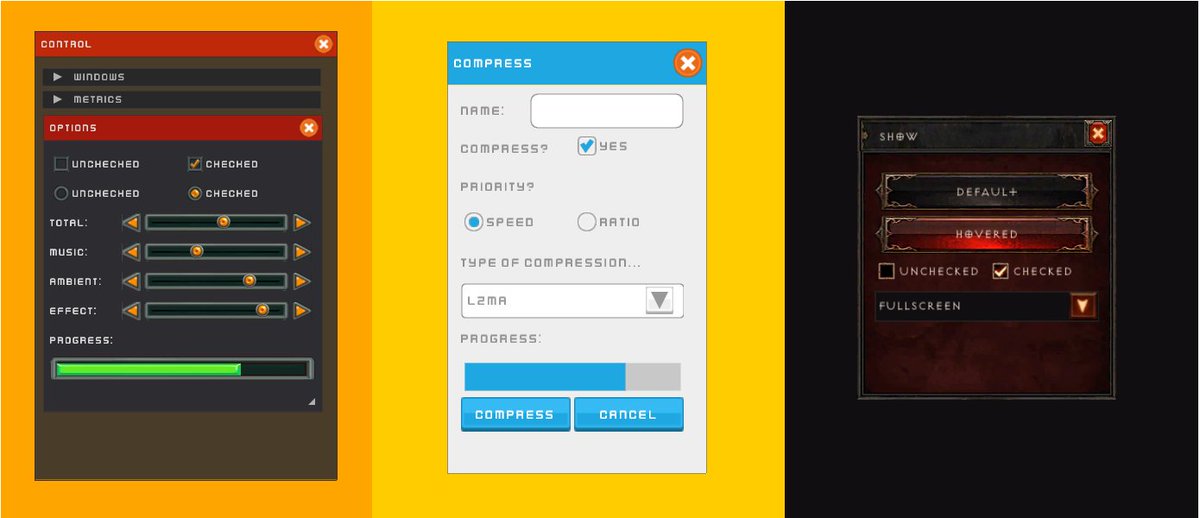 CONTROL
WINDOWS
METRICS
OPTIONS
UNCHECKED CHECKED
UNCHECKED CHECKED
TOTAL:
MUSIC:
AMBIENT:
EFFECT:
PROGRESS:
COMPRESS
NAME:
COMPRESS? YES
PRIORITY?
SPEED RATIO
TYPE OF COMPRESSION...
LZMA
PROGRESS:
COMPRESS CANCEL
SHOW
DEFAULT
HOVERED
UNCHECKED CHECKED
FULLSCREEN